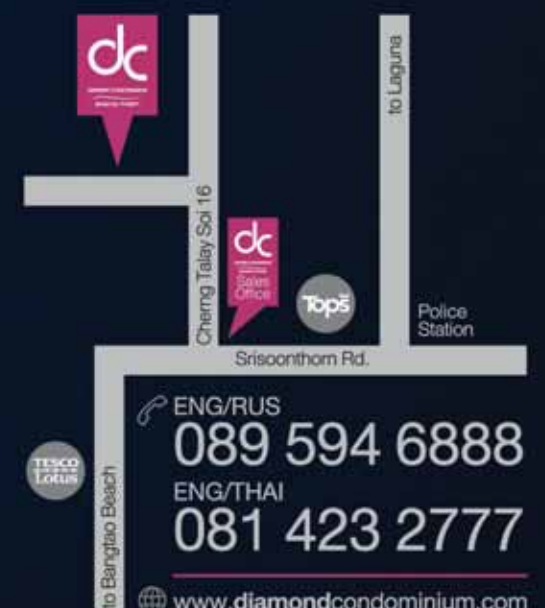 dc
to Laguna
Cherng Talay Soi 16
dc
Sales
Office
Tops
Police
Station
Srisoonthorn Rd.
ENG/RUS
089 594 6888
TESCO
Lotus
ENG/THAI
081 423 2777
to Bangtao Beach
www.diamondcondominium.com